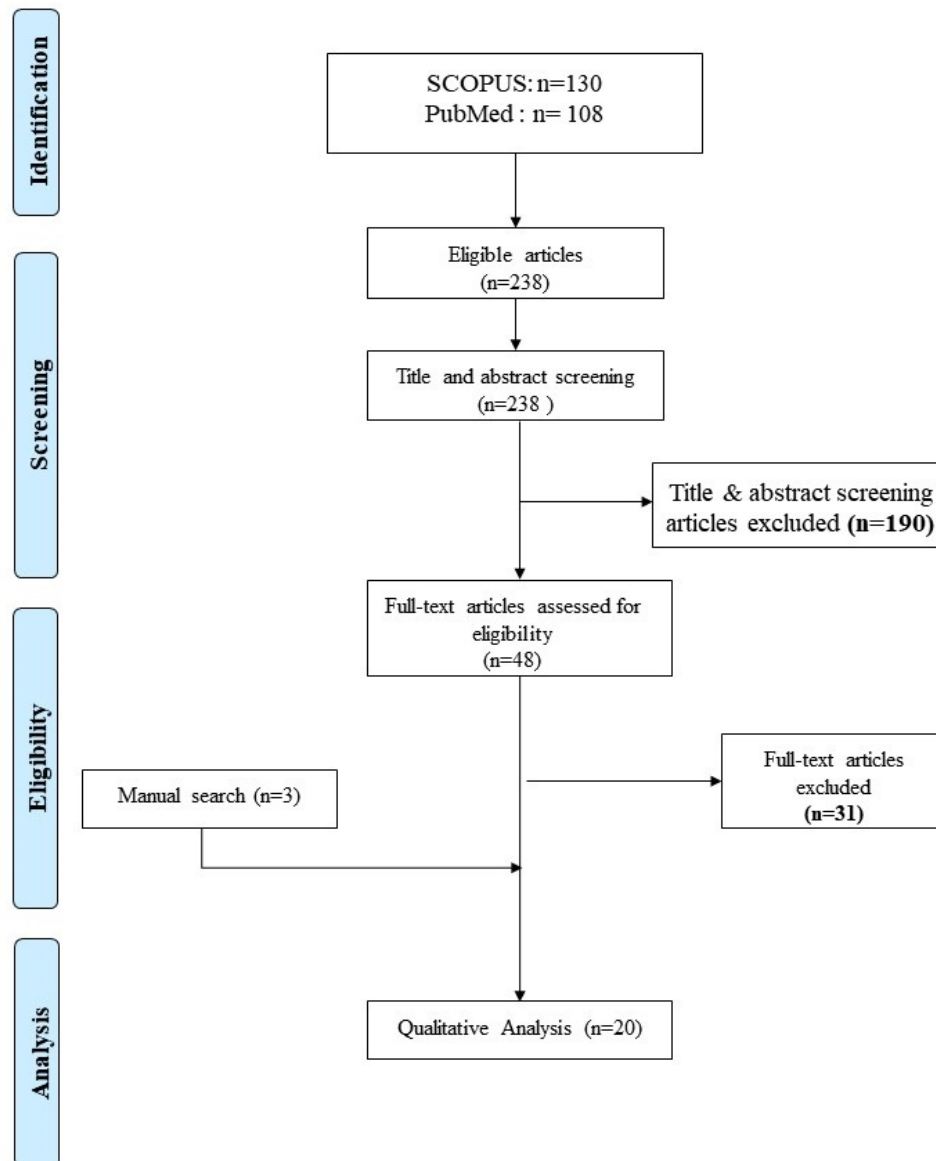 Identification
SCOPUS: n=130
PubMed : n= 108
Eligible articles
(n=238)
Screening
Title and abstract screening
(n=238 )
Title & abstract screening
articles excluded (n=190)
Full-text articles assessed for
eligibility
(n=48)
Eligibility
Full-text articles
excluded
(n=31)
Manual search (n=3)
Analysis
Qualitative Analysis (n=20)